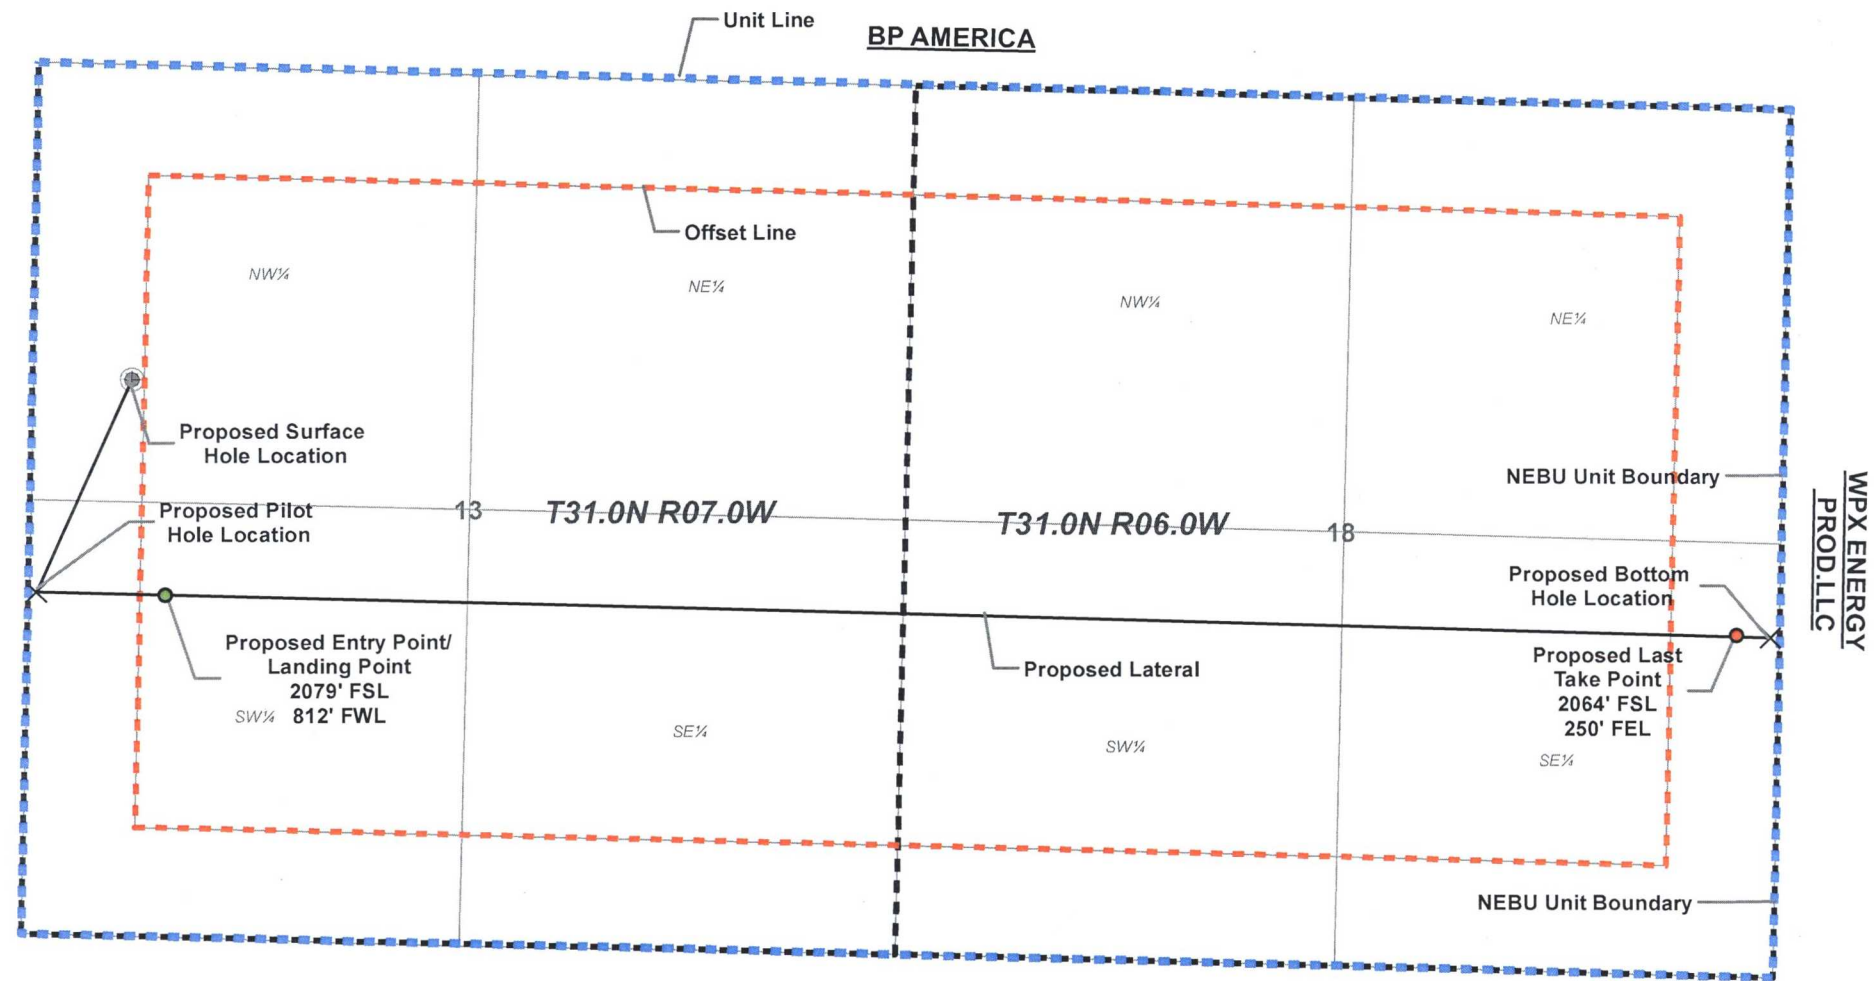 Unit Line
BP AMERICA
Offset Line
NW¼
NE¼
NW¼
NE¼
Proposed Surface
Hole Location
NEBU Unit Boundary
WPX ENERGY
PROD.LLC
Proposed Pilot
Hole Location
13
T31.0N R07.0W
T31.0N R06.0W
18
Proposed Bottom
Hole Location
Proposed Entry Point/
Landing Point
2079' FSL
812' FWL
Proposed Lateral
Proposed Last
Take Point
2064' FSL
250' FEL
SW¼
SE¼
SW¼
SE¼
NEBU Unit Boundary